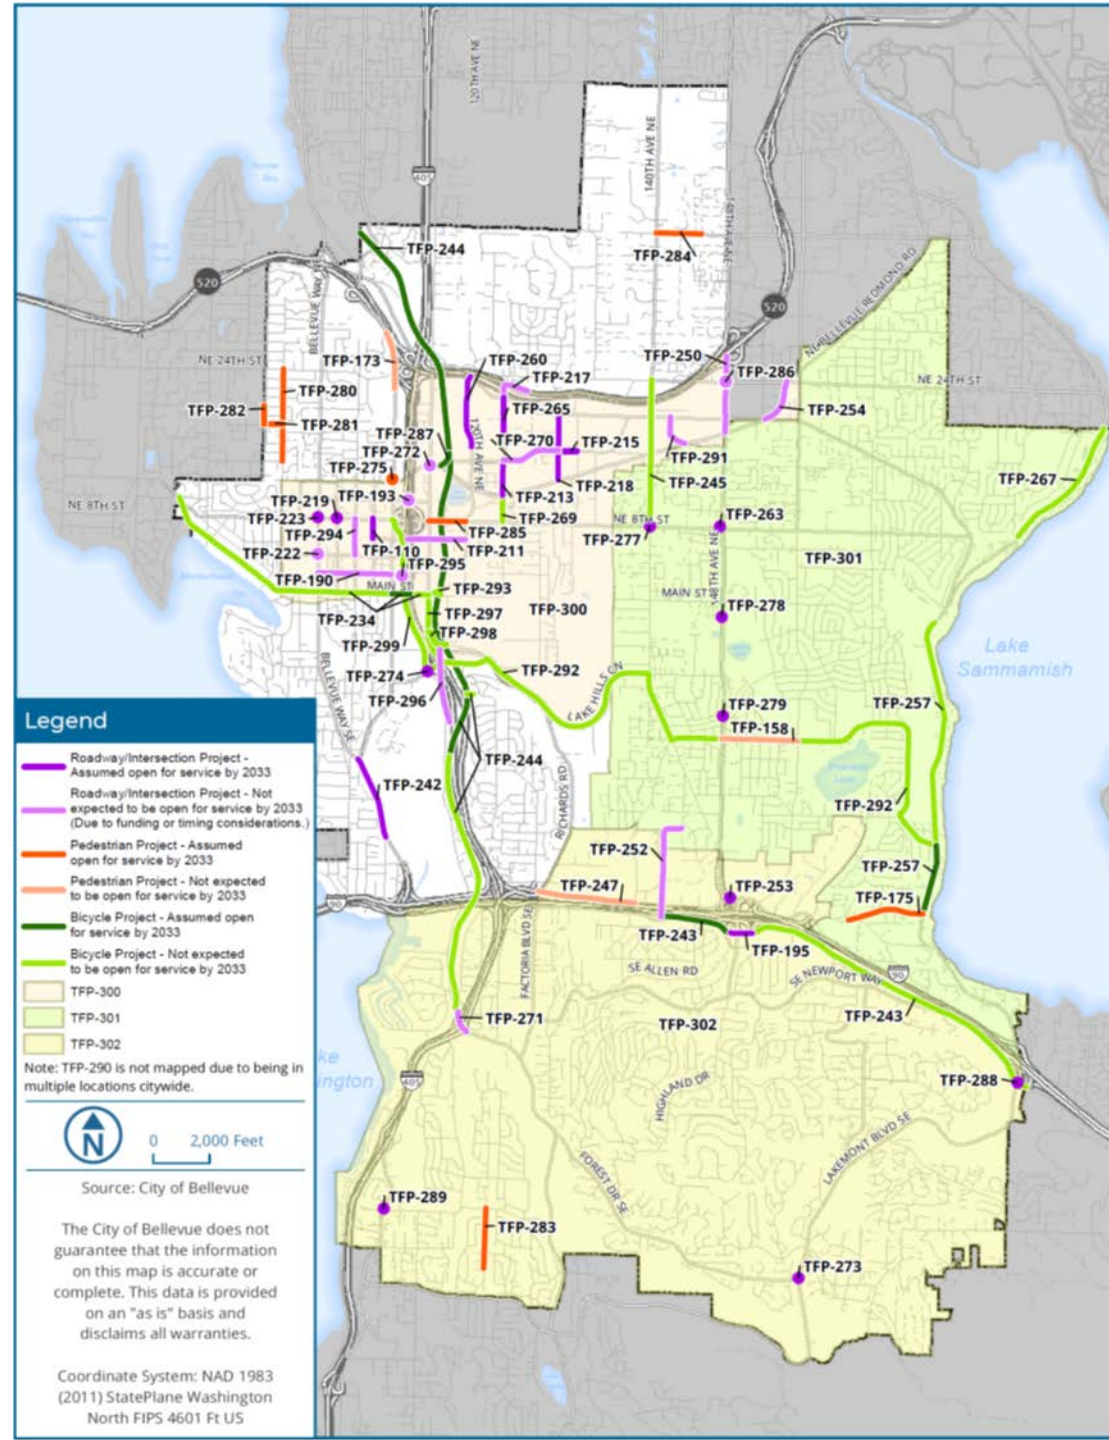 120TH AVE NE
140TH AVE NE
405
148TH AVE NE
TFP-244
TFP-284
520
520
BELLEVUE WAY NE
NE BELLEVUE REDMOND RD
NE 24TH ST
TFP-173
TFP-260
TFP-250
TFP-217
TFP-286
NE 24TH ST
TFP-280
TFP-282
TFP-265
TFP-254
TFP-281
TFP-287
120TH AVE NE
TFP-270
TFP-215
TFP-272
TFP-291
TFP-275
TFP-245
TFP-267
TFP-193
TFP-213
TFP-218
NE 8TH ST
TFP-219
TFP-223
TFP-269
NE 8TH ST
TFP-263
TFP-294
TFP-285
TFP-277
TFP-110
TFP-211
148TH AVE NE
TFP-222
TFP-295
TFP-301
TFP-190
MAIN ST
TFP-293
MAIN ST
TFP-300
TFP-297
TFP-278
TFP-234
TFP-298
TFP-299
Lake
Sammamish
TFP-274
TFP-292
TFP-296
LAKE HILLS CN
BELLEVUE WAY SE
TFP-257
TFP-279
TFP-158
TFP-244
TFP-242
RICHARDS RD
TFP-292
TFP-252
TFP-257
TFP-247
TFP-253
TFP-175
90
FACTORIA BLVD SE
TFP-243
TFP-195
SE ALLEN RD
SE NEWPORT WAY
90
TFP-243
TFP-271
TFP-302
405
HIGHLAND DR
TFP-288
LAKEMONT BLVD SE
FOREST DR SE
TFP-289
TFP-283
TFP-273
Legend
Roadway/Intersection Project -
Assumed open for service by 2033
Roadway/Intersection Project - Not
expected to be open for service by 2033
(Due to funding or timing considerations.)
Pedestrian Project - Assumed
open for service by 2033
Pedestrian Project - Not expected
to be open for service by 2033
Bicycle Project - Assumed open
for service by 2033
Bicycle Project - Not expected
to be open for service by 2033
TFP-300
TFP-301
TFP-302
Note: TFP-290 is not mapped due to being in
multiple locations citywide.
N
0 2,000 Feet
Source: City of Bellevue
The City of Bellevue does not
guarantee that the information
on this map is accurate or
complete. This data is provided
on an "as is" basis and
disclaims all warranties.
Coordinate System: NAD 1983
(2011) StatePlane Washington
North FIPS 4601 Ft US